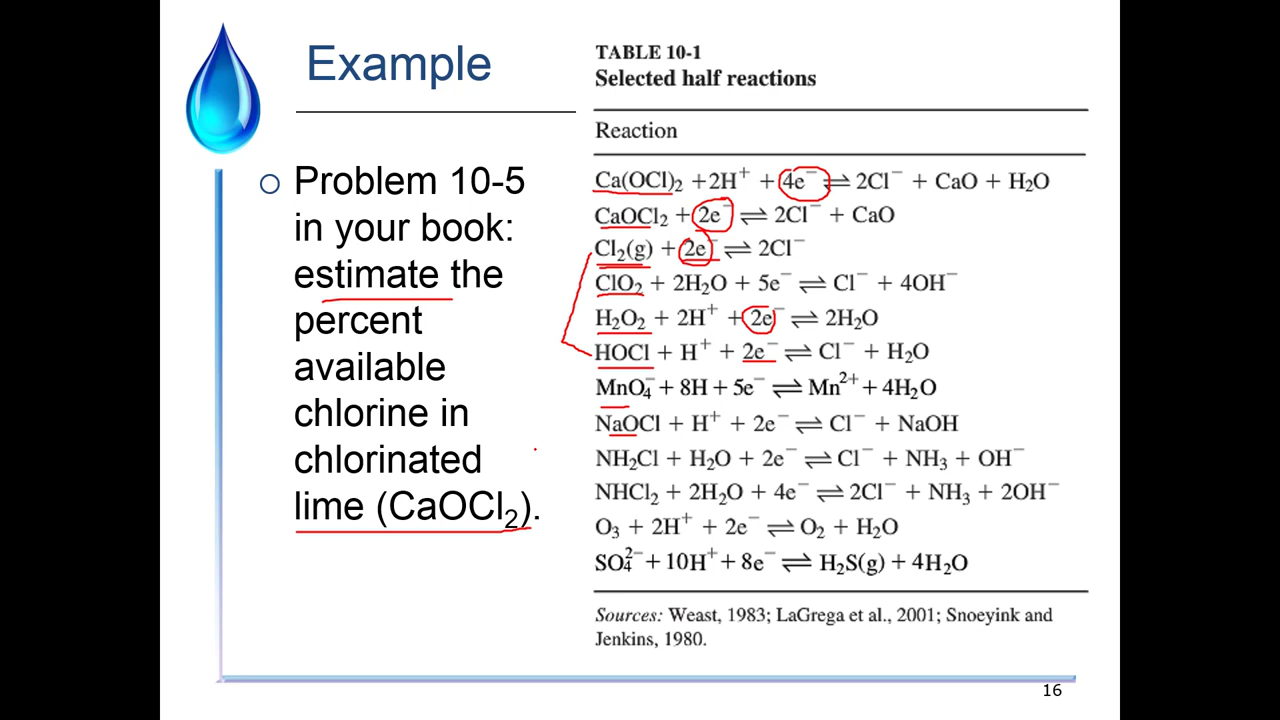 Example
Problem 10-5
in your book:
estimate the
percent
available
chlorine in
chlorinated
lime (CaOCl₂).
TABLE 10-1
Selected half reactions
Reaction
Ca(OCl)₂ +2H⁺ + 4e⁻ ⇌ 2Cl⁻ + CaO + H₂O
CaOCl₂ + 2e⁻ ⇌ 2Cl⁻ + CaO
Cl₂(g) + 2e⁻ ⇌ 2Cl⁻
ClO₂ + 2H₂O + 5e⁻ ⇌ Cl⁻ + 4OH⁻
H₂O₂ + 2H⁺ + 2e⁻ ⇌ 2H₂O
HOCl + H⁺ + 2e⁻ ⇌ Cl⁻ + H₂O
MnO₄⁻ + 8H + 5e⁻ ⇌ Mn²⁺ + 4H₂O
NaOCl + H⁺ + 2e⁻ ⇌ Cl⁻ + NaOH
NH₂Cl + H₂O + 2e⁻ ⇌ Cl⁻ + NH₃ + OH⁻
NHCl₂ + 2H₂O + 4e⁻ ⇌ 2Cl⁻ + NH₃ + 2OH⁻
O₃ + 2H⁺ + 2e⁻ ⇌ O₂ + H₂O
SO₄²⁻ + 10H⁺ + 8e⁻ ⇌ H₂S(g) + 4H₂O
Sources: Weast, 1983; LaGrega et al., 2001; Snoeyink and
Jenkins, 1980.
16